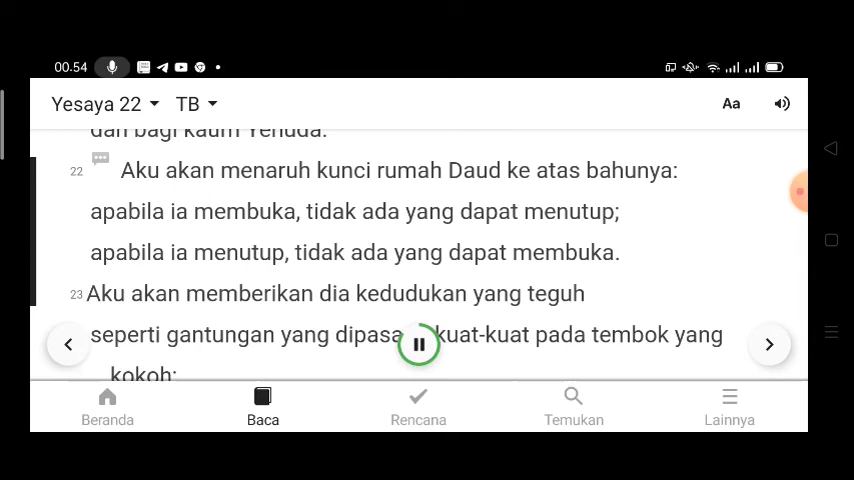 00.54
Yesaya 22 TB Aa
dan bagi kaum Yehuda.
22 Aku akan menaruh kunci rumah Daud ke atas bahunya:
apabila ia membuka, tidak ada yang dapat menutup;
apabila ia menutup, tidak ada yang dapat membuka.
23 Aku akan memberikan dia kedudukan yang teguh
seperti gantungan yang dipasa kuat-kuat pada tembok yang
kokoh;
Beranda Baca Rencana Temukan Lainnya